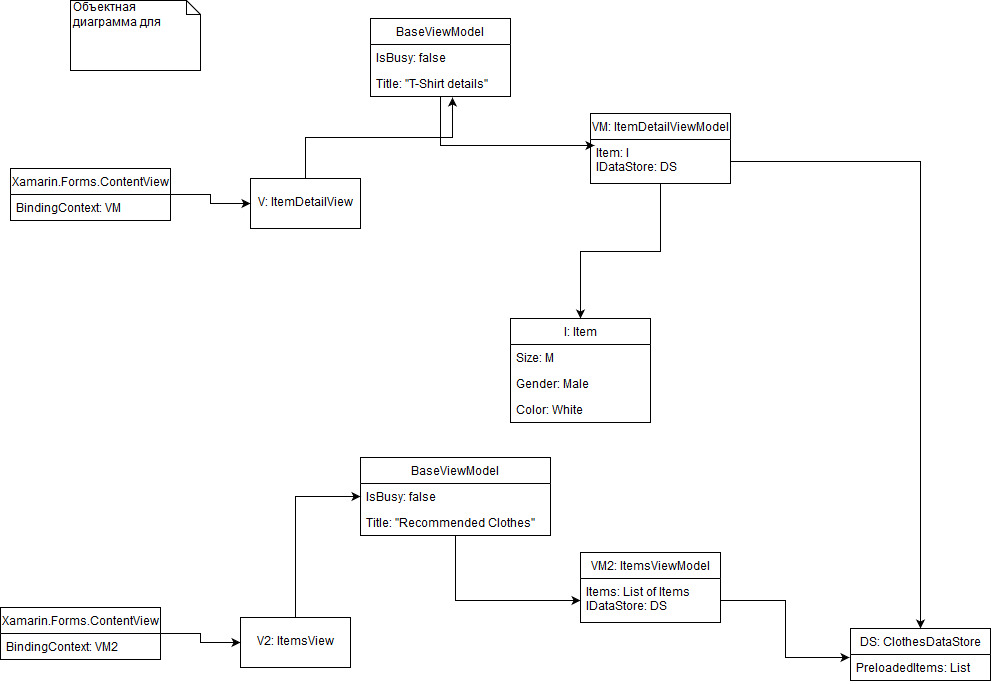 Объектная
диаграмма для
BaseViewModel
IsBusy: false
Title: "T-Shirt details"
VM: ItemDetailViewModel
Item: I
IDataStore: DS
Xamarin.Forms.ContentView
BindingContext: VM
V: ItemDetailView
I: Item
Size: M
Gender: Male
Color: White
BaseViewModel
IsBusy: false
Title: "Recommended Clothes"
VM2: ItemsViewModel
Items: List of Items
IDataStore: DS
Xamarin.Forms.ContentView
BindingContext: VM2
V2: ItemsView
DS: ClothesDataStore
PreloadedItems: List